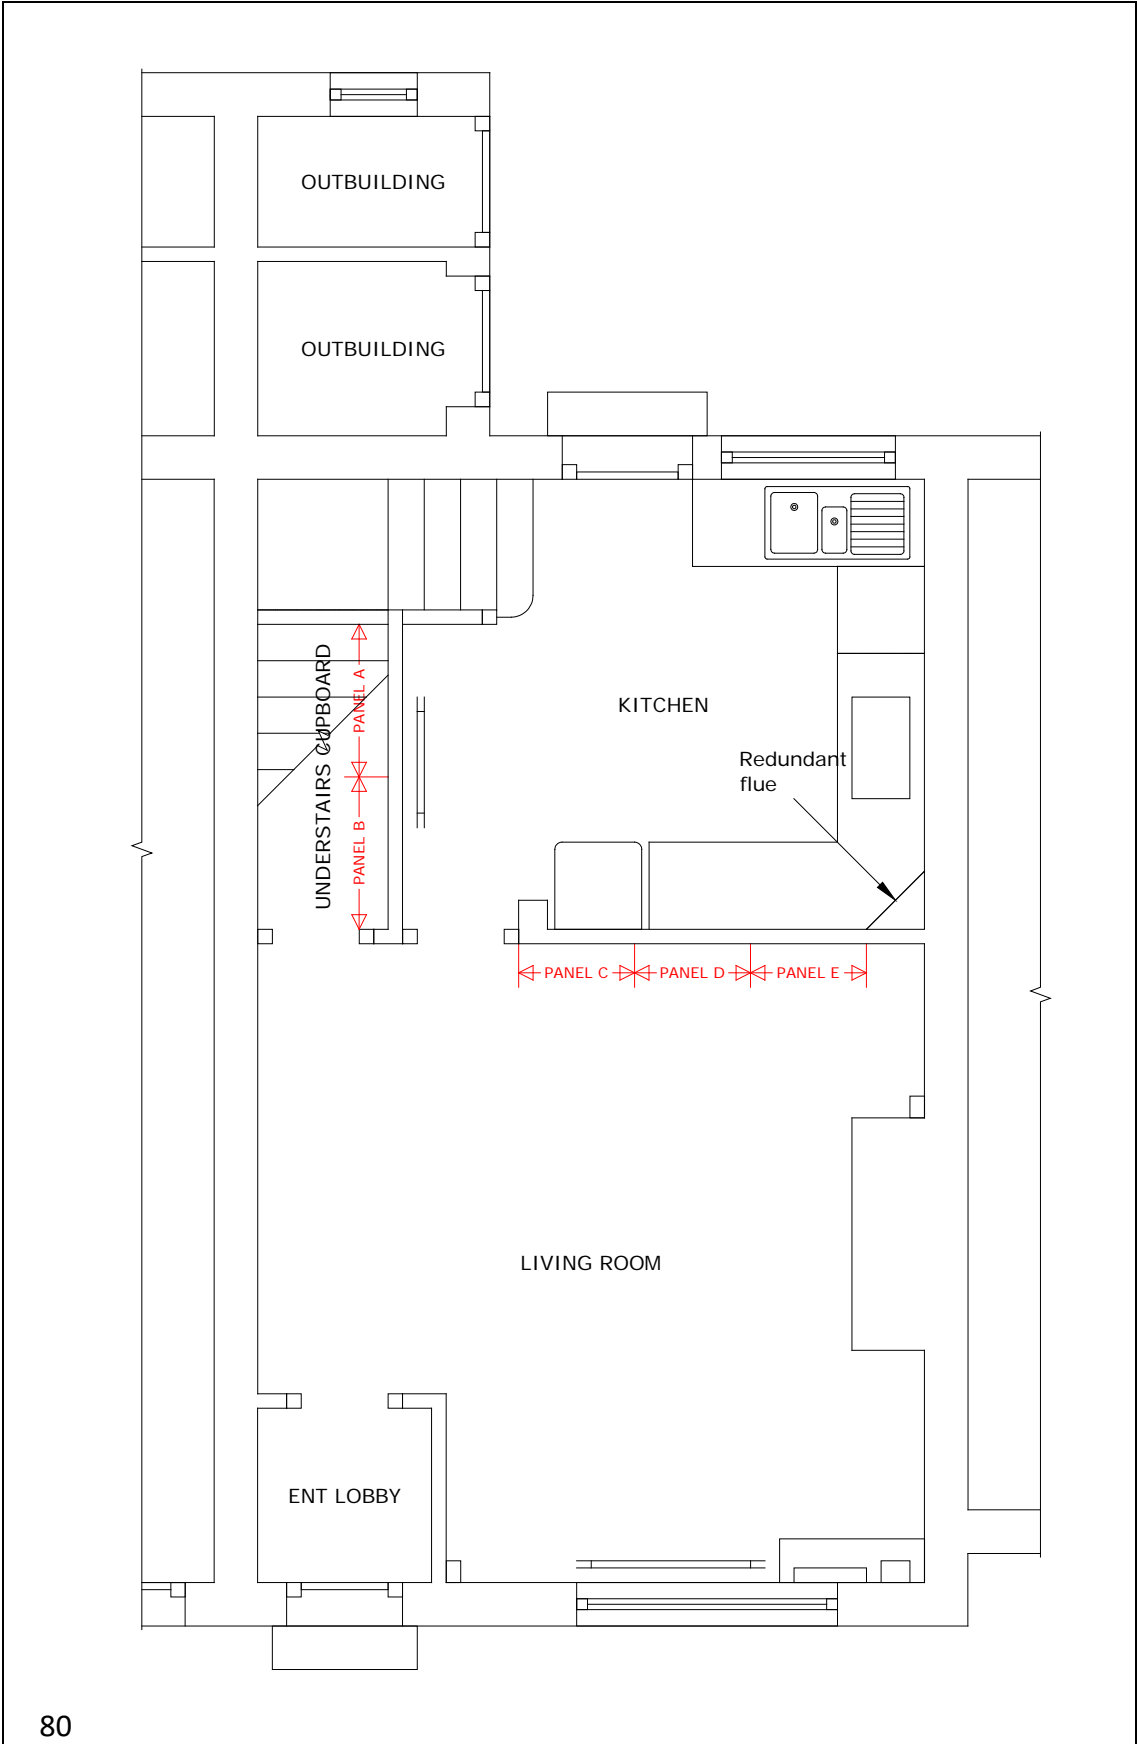 OUTBUILDING
OUTBUILDING
UNDERSTAIRS CUPBOARD
PANEL A
PANEL B
KITCHEN
Redundant
flue
PANEL C
PANEL D
PANEL E
LIVING ROOM
ENT LOBBY
80